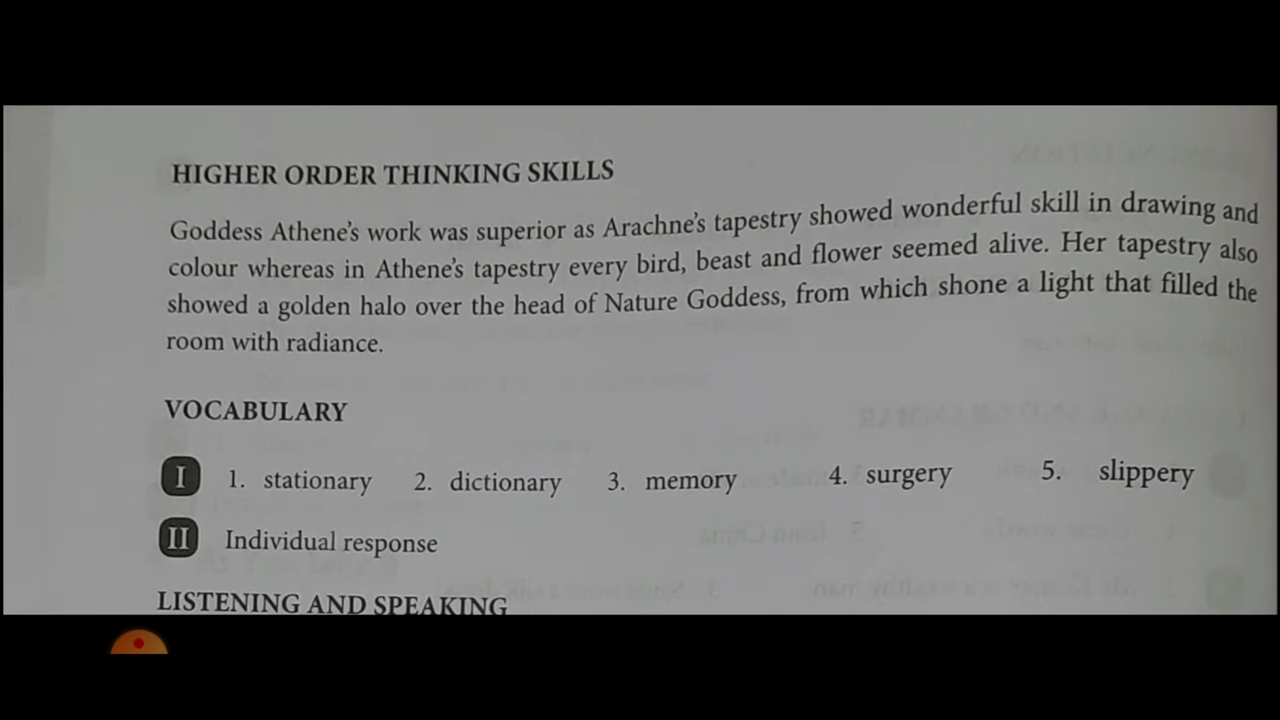 HIGHER ORDER THINKING SKILLS
Goddess Athene's work was superior as Arachne's tapestry showed wonderful skill in drawing and
colour whereas in Athene's tapestry every bird, beast and flower seemed alive. Her tapestry also
showed a golden halo over the head of Nature Goddess, from which shone a light that filled the
room with radiance.
VOCABULARY
I 1. stationary 2. dictionary 3. memory 4. surgery 5. slippery
II Individual response
LISTENING AND SPEAKING